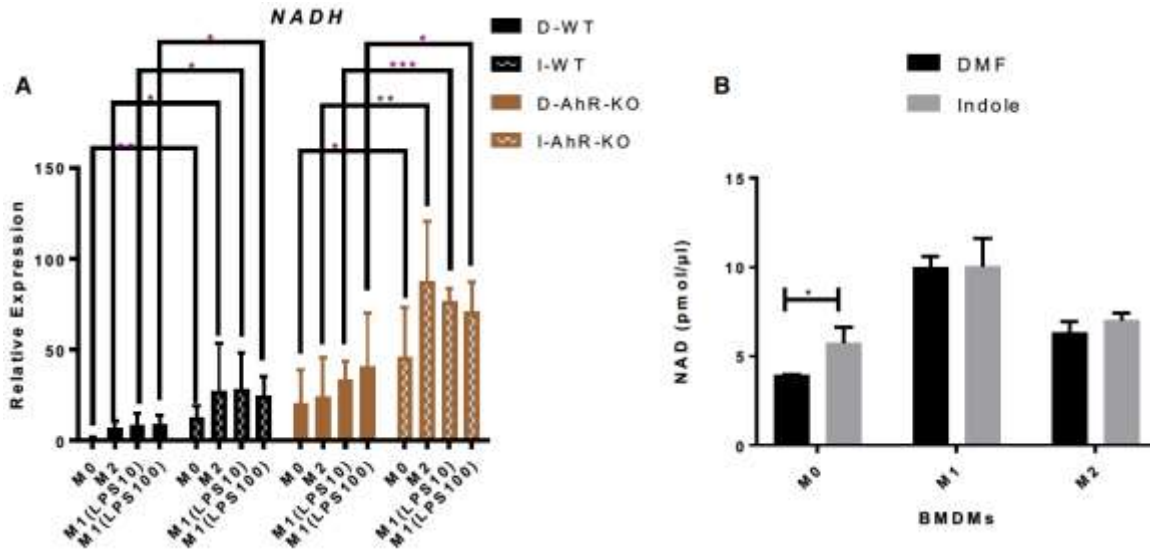 NADH
A
D-WT
I-WT
D-AhR-KO
I-AhR-KO
* * ** *
* * *** **
Relative Expression
150
100
50
0
M0 M2 M1(LPS10) M1(LPS100) M0 M2 M1(LPS10) M1(LPS100) M0 M2 M1(LPS10) M1(LPS100) M0 M2 M1(LPS10) M1(LPS100)
B
DMF
Indole
NAD (pmol/µl)
15
10
5
0
*
M0 M1 M2
BMDMs